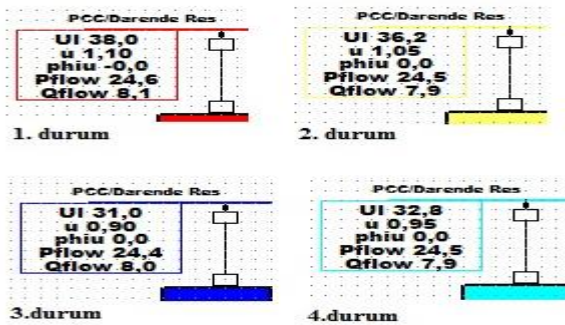 PCC/Darende Res
Ul 38,0
u 1,10
phiu -0,0
Pflow 24,6
Qflow 8,1
1. durum
PCC/Darende Res
Ul 36,2
u 1,05
phiu 0,0
Pflow 24,5
Qflow 7,9
2. durum
PCC/Darende Res
Ul 31,0
u 0,90
phiu 0,0
Pflow 24,4
Qflow 8,0
3.durum
PCC/Darende Res
Ul 32,8
u 0,95
phiu 0,0
Pflow 24,5
Qflow 7,9
4.durum